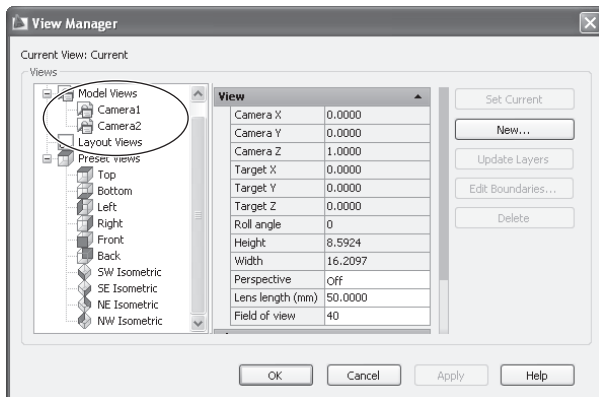 View Manager
Current View: Current
Views
Model Views
Camera1
Camera2
Layout Views
Preset Views
Top
Bottom
Left
Right
Front
Back
SW Isometric
SE Isometric
NE Isometric
NW Isometric
View
Camera X 0.0000
Camera Y 0.0000
Camera Z 1.0000
Target X 0.0000
Target Y 0.0000
Target Z 0.0000
Roll angle 0
Height 8.5924
Width 16.2097
Perspective Off
Lens length (mm) 50.0000
Field of view 40
Set Current
New...
Update Layers
Edit Boundaries...
Delete
OK Cancel Apply Help